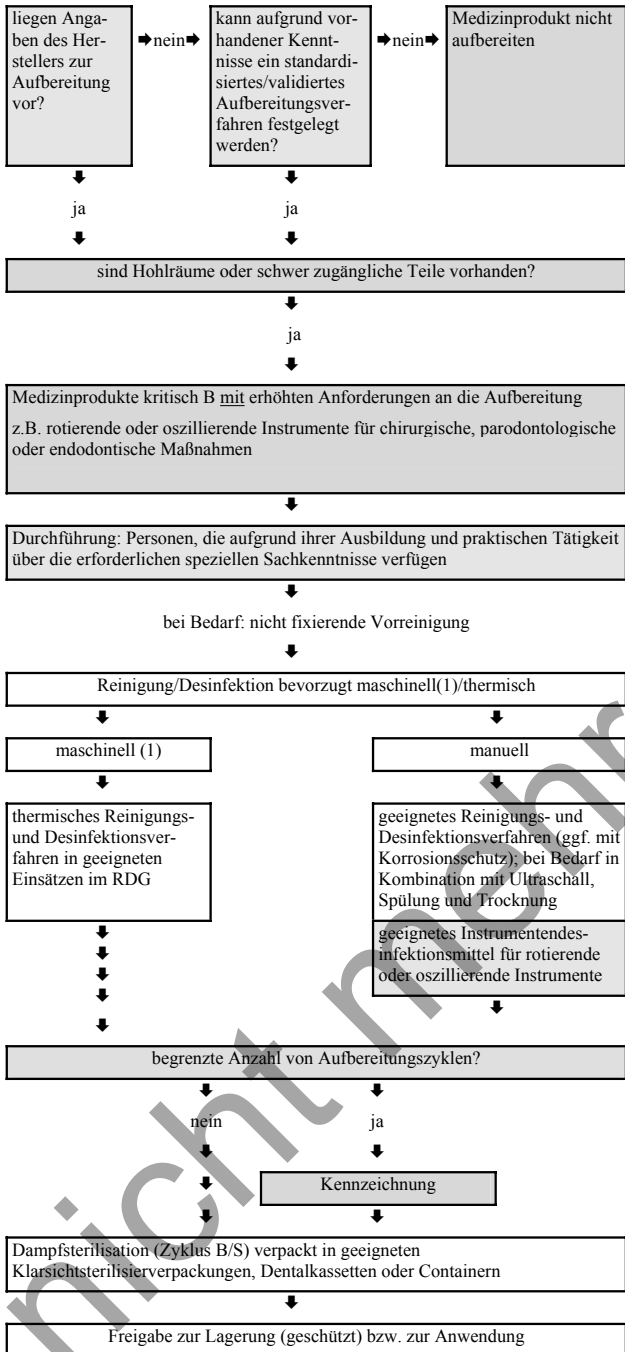 liegen Anga-
ben des Her-
stellers zur
Aufbereitung
vor?
nein
kann aufgrund vor-
handener Kennt-
nisse ein standardi-
siertes/validiertes
Aufbereitungsver-
fahren festgelegt
werden?
nein
Medizinprodukt nicht
aufbereiten
ja
ja
sind Hohlräume oder schwer zugängliche Teile vorhanden?
ja
Medizinprodukte kritisch B mit erhöhten Anforderungen an die Aufbereitung
z.B. rotierende oder oszillierende Instrumente für chirurgische, parodontologische
oder endodontische Maßnahmen
Durchführung: Personen, die aufgrund ihrer Ausbildung und praktischen Tätigkeit
über die erforderlichen speziellen Sachkenntnisse verfügen
bei Bedarf: nicht fixierende Vorreinigung
Reinigung/Desinfektion bevorzugt maschinell(1)/thermisch
maschinell (1)
manuell
thermisches Reinigungs-
und Desinfektionsver-
fahren in geeigneten
Einsätzen im RDG
geeignetes Reinigungs- und
Desinfektionsverfahren (ggf. mit
Korrosionsschutz); bei Bedarf in
Kombination mit Ultraschall,
Spülung und Trocknung
geeignetes Instrumentendes-
infektionsmittel für rotierende
oder oszillierende Instrumente
begrenzte Anzahl von Aufbereitungszyklen?
nein
ja
Kennzeichnung
Dampfsterilisation (Zyklus B/S) verpackt in geeigneten
Klarsichtsterilisierverpackungen, Dentalkassetten oder Containern
Freigabe zur Lagerung (geschützt) bzw. zur Anwendung
nicht mehr